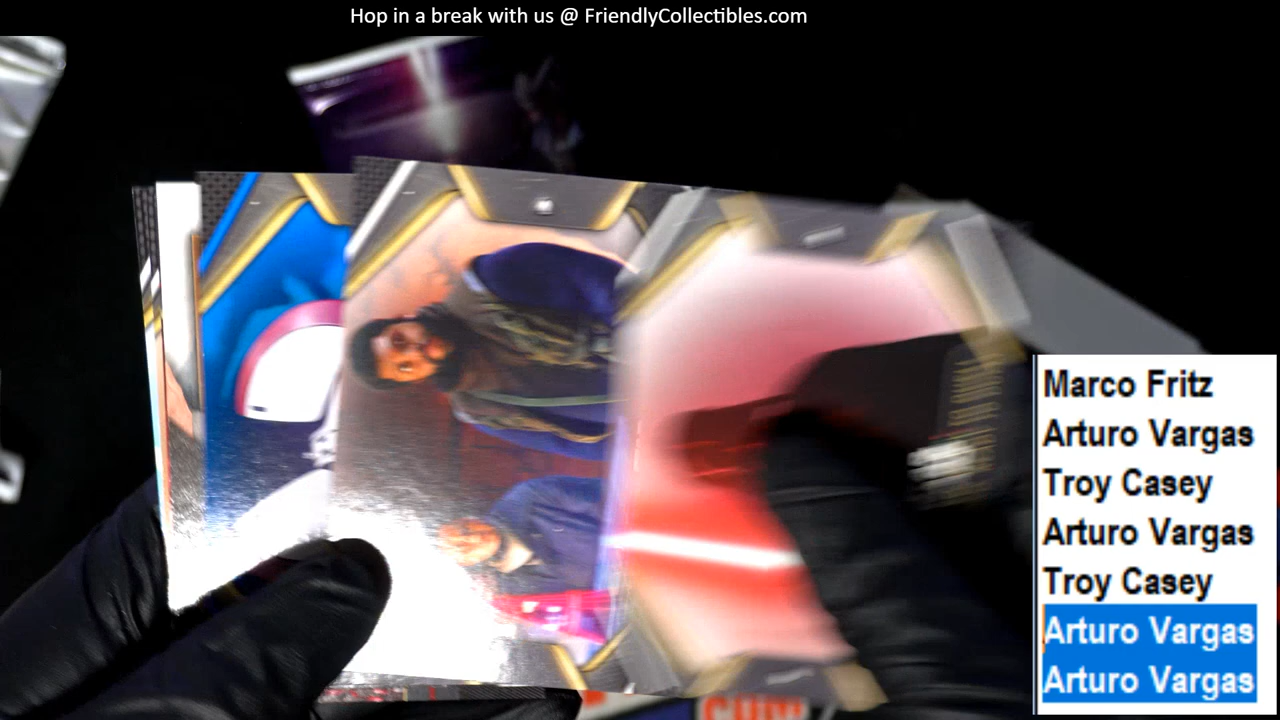 Hop in a break with us @ FriendlyCollectibles.com
Marco Fritz
Arturo Vargas
Troy Casey
Arturo Vargas
Troy Casey
Arturo Vargas
Arturo Vargas